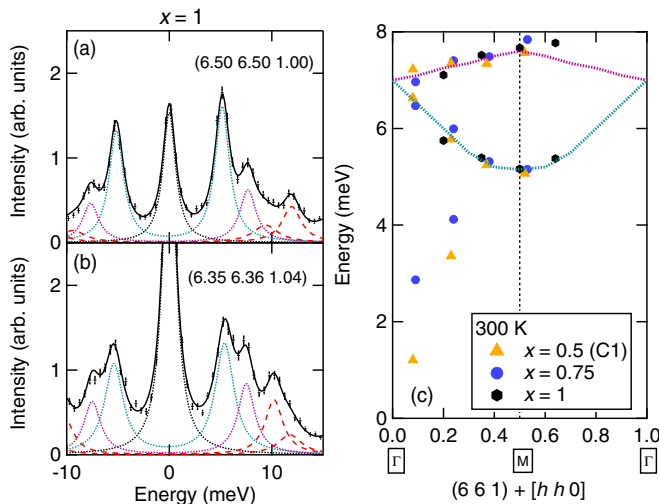 x = 1
(a)
(6.50 6.50 1.00)
Intensity (arb. units)
2
1
0
(b)
(6.35 6.36 1.04)
Intensity (arb. units)
2
1
0
-10
0
10
Energy (meV)
8
6
4
2
0
Energy (meV)
300 K
x = 0.5 (C1)
x = 0.75
x = 1
(c)
0.0 0.2 0.4 0.6 0.8 1.0
Γ M Γ
(6 6 1) + [h h 0]